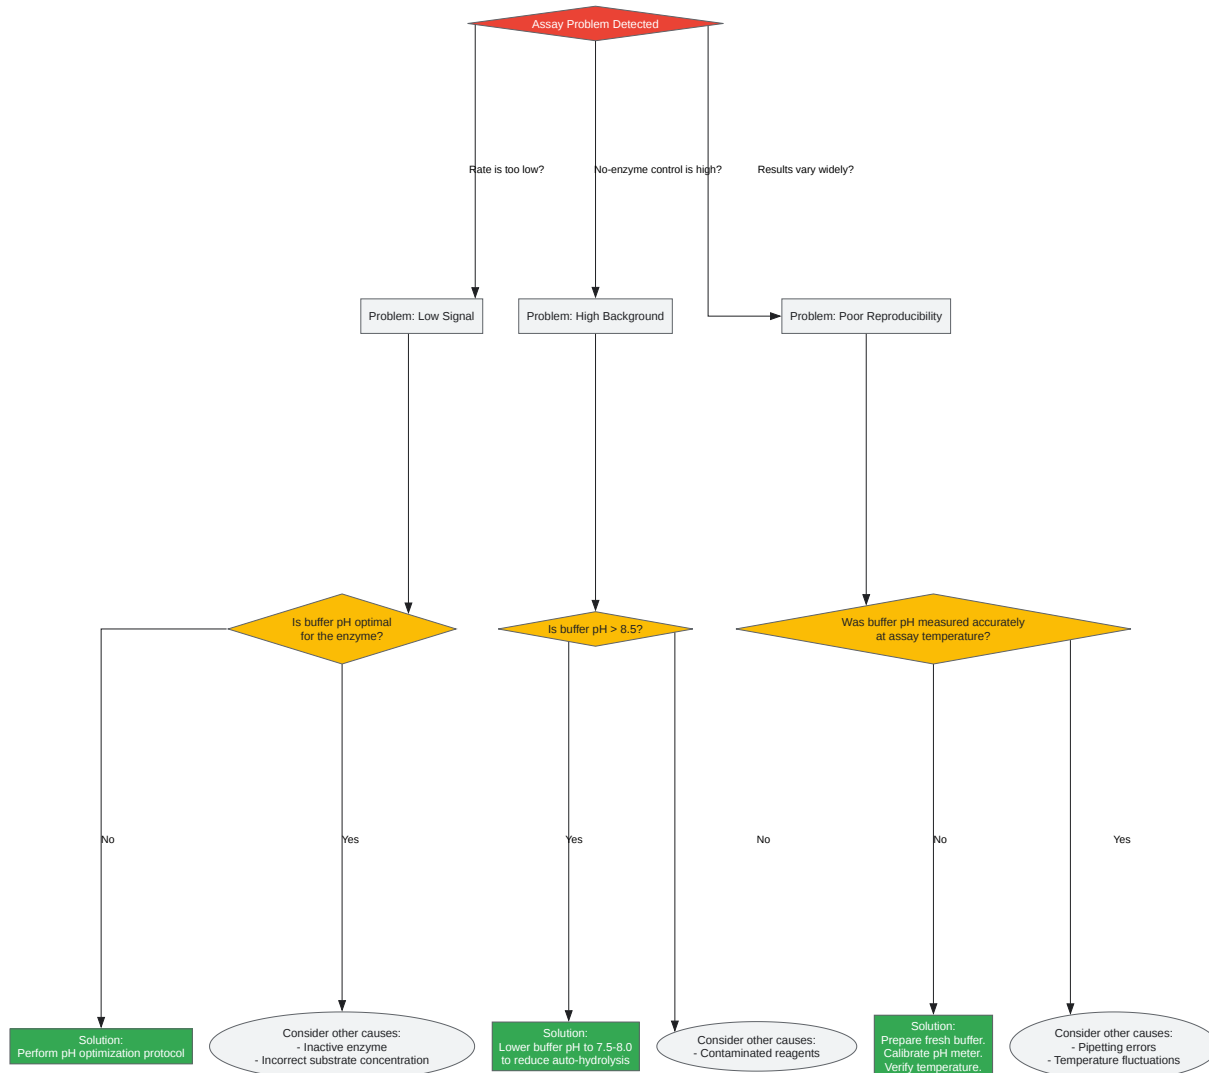 Assay Problem Detected
Rate is too low?
No-enzyme control is high?
Results vary widely?
Problem: Low Signal
Problem: High Background
Problem: Poor Reproducibility
Is buffer pH optimal
for the enzyme?
Is buffer pH > 8.5?
Was buffer pH measured accurately
at assay temperature?
No
Yes
Yes
No
No
Yes
Solution:
Perform pH optimization protocol
Consider other causes:
- Inactive enzyme
- Incorrect substrate concentration
Solution:
Lower buffer pH to 7.5-8.0
to reduce auto-hydrolysis
Consider other causes:
- Contaminated reagents
Solution:
Prepare fresh buffer.
Calibrate pH meter.
Verify temperature.
Consider other causes:
- Pipetting errors
- Temperature fluctuations